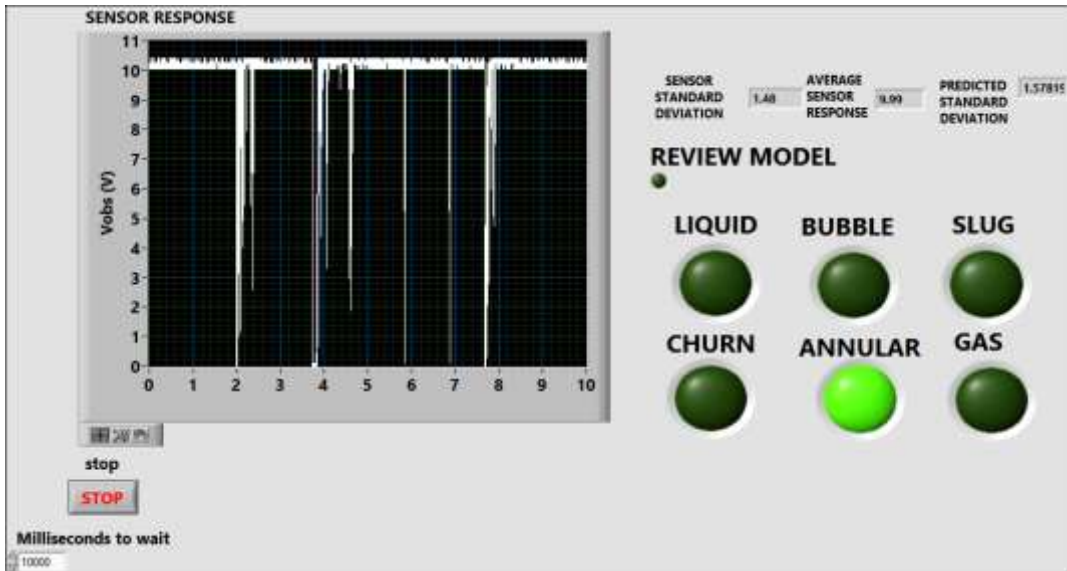 SENSOR RESPONSE
11
10
9
8
7
6
5
4
3
2
1
0
Vobs (V)
0 1 2 3 4 5 6 7 8 9 10
stop
STOP
Milliseconds to wait
10000
SENSOR
STANDARD
DEVIATION
1.48
AVERAGE
SENSOR
RESPONSE
9.99
PREDICTED
STANDARD
DEVIATION
1.57819
REVIEW MODEL
LIQUID BUBBLE SLUG
CHURN ANNULAR GAS